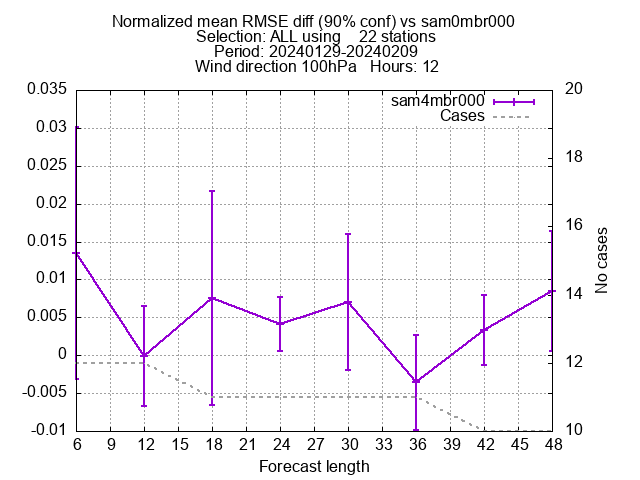 Normalized mean RMSE diff (90% conf) vs sam0mbr000
Selection: ALL using    22 stations
Period: 20240129-20240209
Wind direction 100hPa   Hours: 12
sam4mbr000
Cases
0.035
0.03
0.025
0.02
0.015
0.01
0.005
0
-0.005
-0.01
20
18
16
14
12
10
No cases
6 9 12 15 18 21 24 27 30 33 36 39 42 45 48
Forecast length